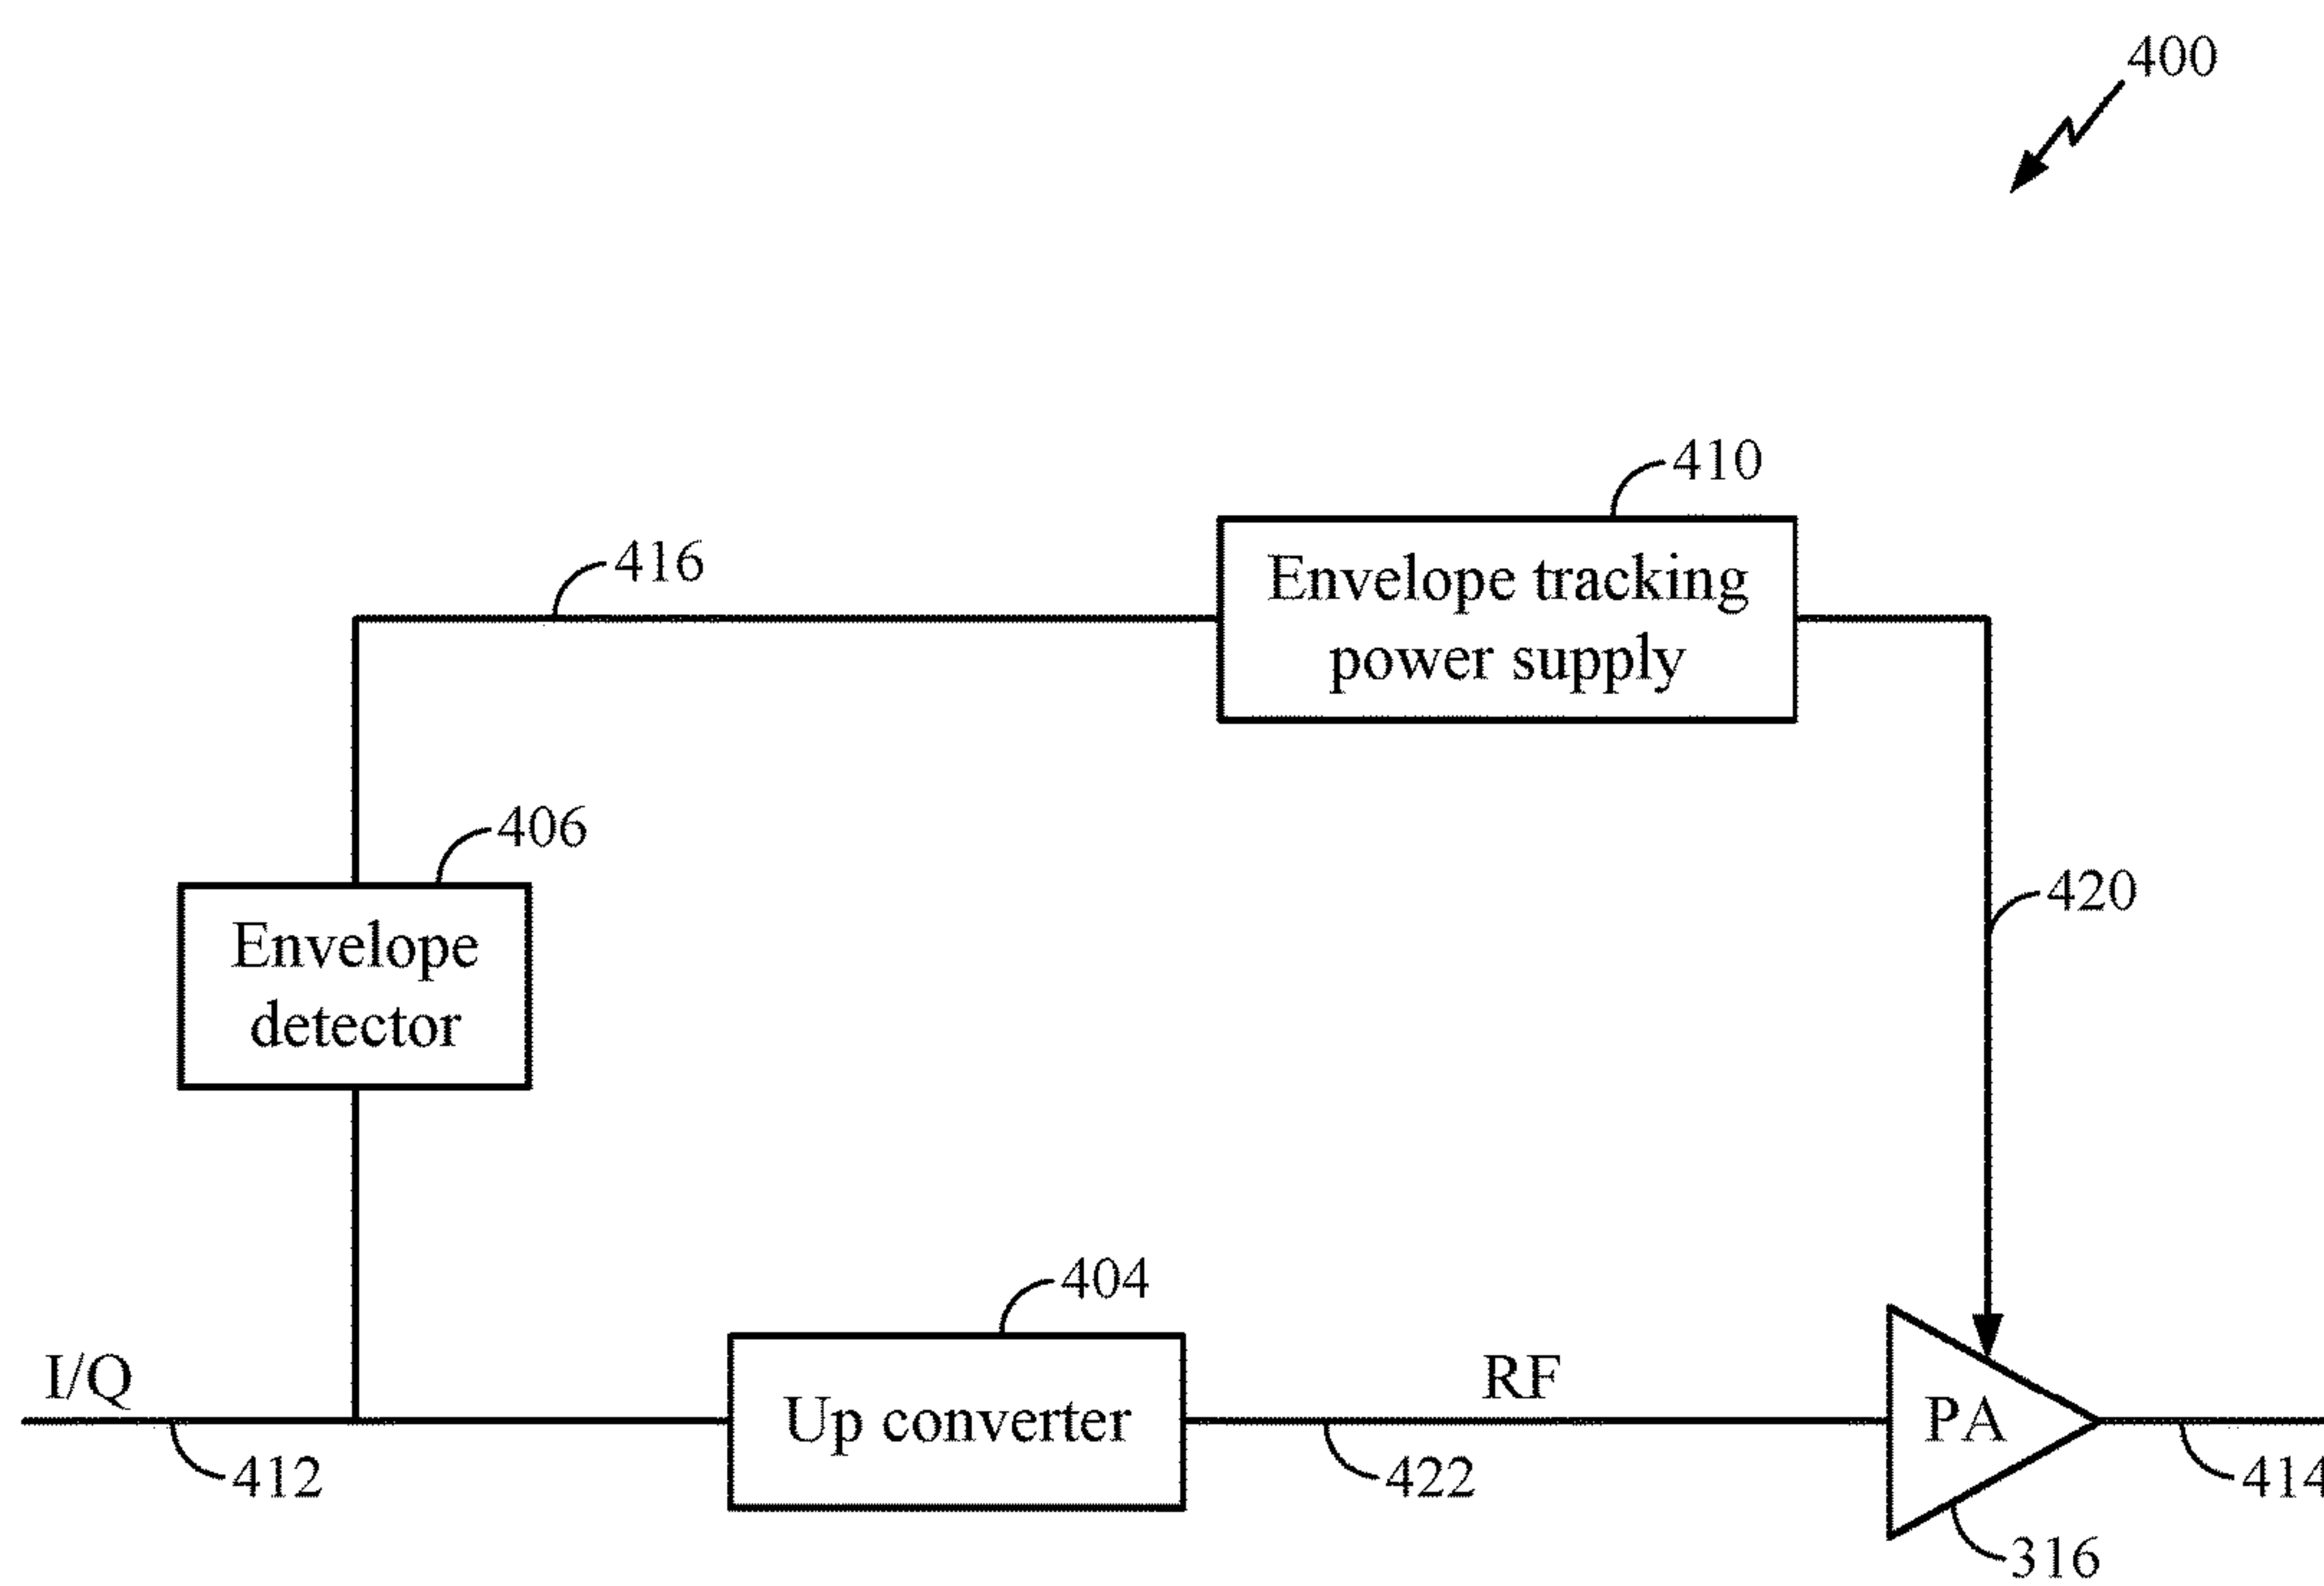 400
410
Envelope tracking
power supply
416
406
Envelope
detector
420
404
I/Q
Up converter
RF
PA
412
422
414
316